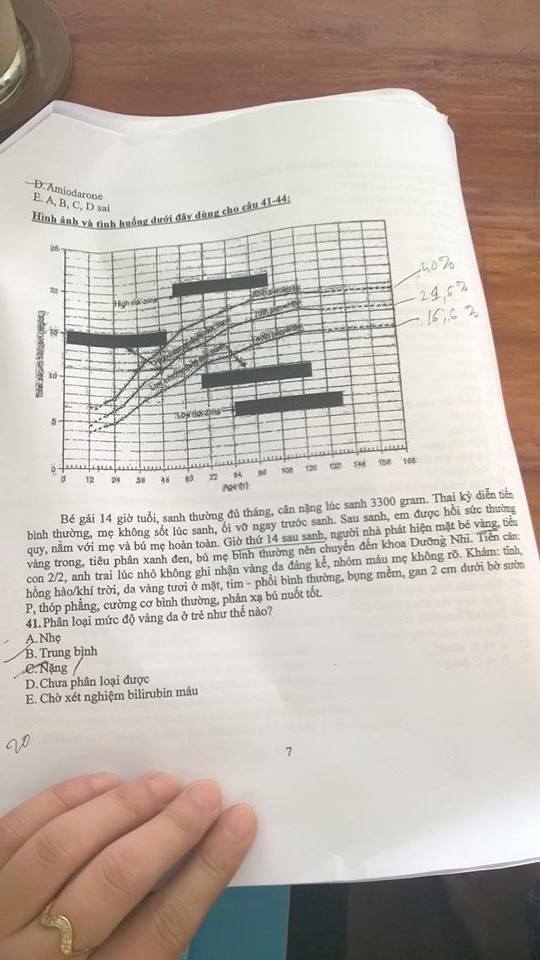 D. Amiodarone
E. A, B, C, D sai
Hình ảnh và tình huống dưới đây dùng cho câu 41-44:
25
20
15
10
5
0
High risk zone
Low risk zone
0 12 24 36 48 60 72 84 96 108 120 132 144 156 168
40%
16,6 %
Bé gái 14 giờ tuổi, sanh thường đủ tháng, cân nặng lúc sanh 3300 gram. Thai kỳ diễn tiến
bình thường, mẹ không sốt lúc sanh, ối vỡ ngay trước sanh. Sau sanh, em được hồi sức thường
quy, nằm với mẹ và bú mẹ hoàn toàn. Giờ thứ 14 sau sanh, người nhà phát hiện mặt bé vàng, tiểu
vàng trong, tiêu phân xanh đen, bú mẹ bình thường nên chuyển đến khoa Dưỡng Nhi. Tiền căn:
con 2/2, anh trai lúc nhỏ không ghi nhận vàng da đáng kể, nhóm máu mẹ không rõ. Khám: tỉnh,
hồng hào/khí trời, da vàng tươi ở mặt, tim - phổi bình thường, bụng mềm, gan 2 cm dưới bờ sườn
P, thóp phẳng, cường cơ bình thường, phản xạ bú nuốt tốt.
41. Phân loại mức độ vàng da ở trẻ như thế nào?
A. Nhẹ
B. Trung bình
C. Nặng
D. Chưa phân loại được
E. Chờ xét nghiệm bilirubin máu
20
7